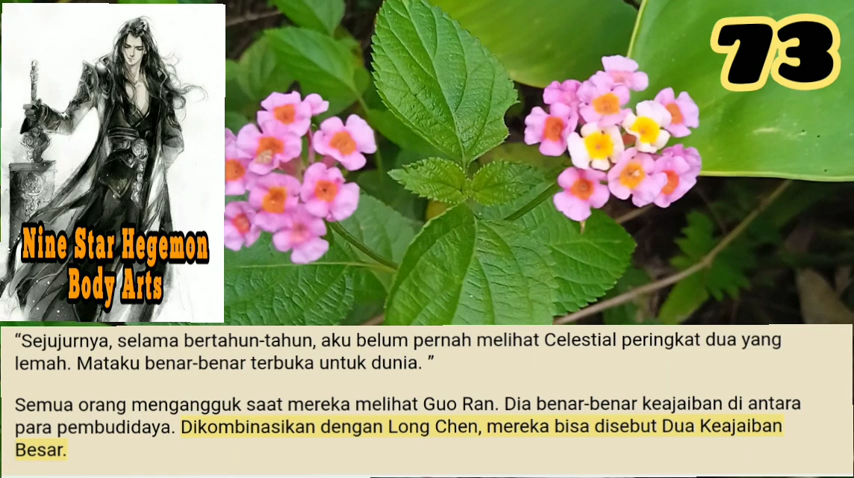 73
Nine Star Hegemon
Body Arts
“Sejujurnya, selama bertahun-tahun, aku belum pernah melihat Celestial peringkat dua yang
lemah. Mataku benar-benar terbuka untuk dunia. ”
Semua orang mengangguk saat mereka melihat Guo Ran. Dia benar-benar keajaiban di antara
para pembudidaya. Dikombinasikan dengan Long Chen, mereka bisa disebut Dua Keajaiban
Besar.